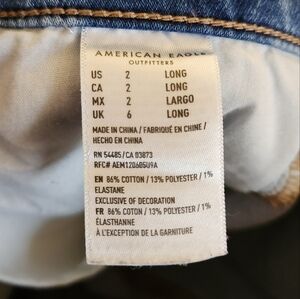 AMERICAN EAGLE
OUTFITTERS
US 2 LONG
CA 2 LONG
MX 2 LARGO
UK 6 LONG
MADE IN CHINA / FABRIQUÉ EN CHINE /
HECHO EN CHINA
RN 54485/CA 03873
RFC# AEM120605U9A
EN 86% COTTON / 13% POLYESTER / 1%
ELASTANE
EXCLUSIVE OF DECORATION
FR 86% COTON / 13% POLYESTER / 1%
ÉLASTHANNE
À L'EXCEPTION DE LA GARNITURE